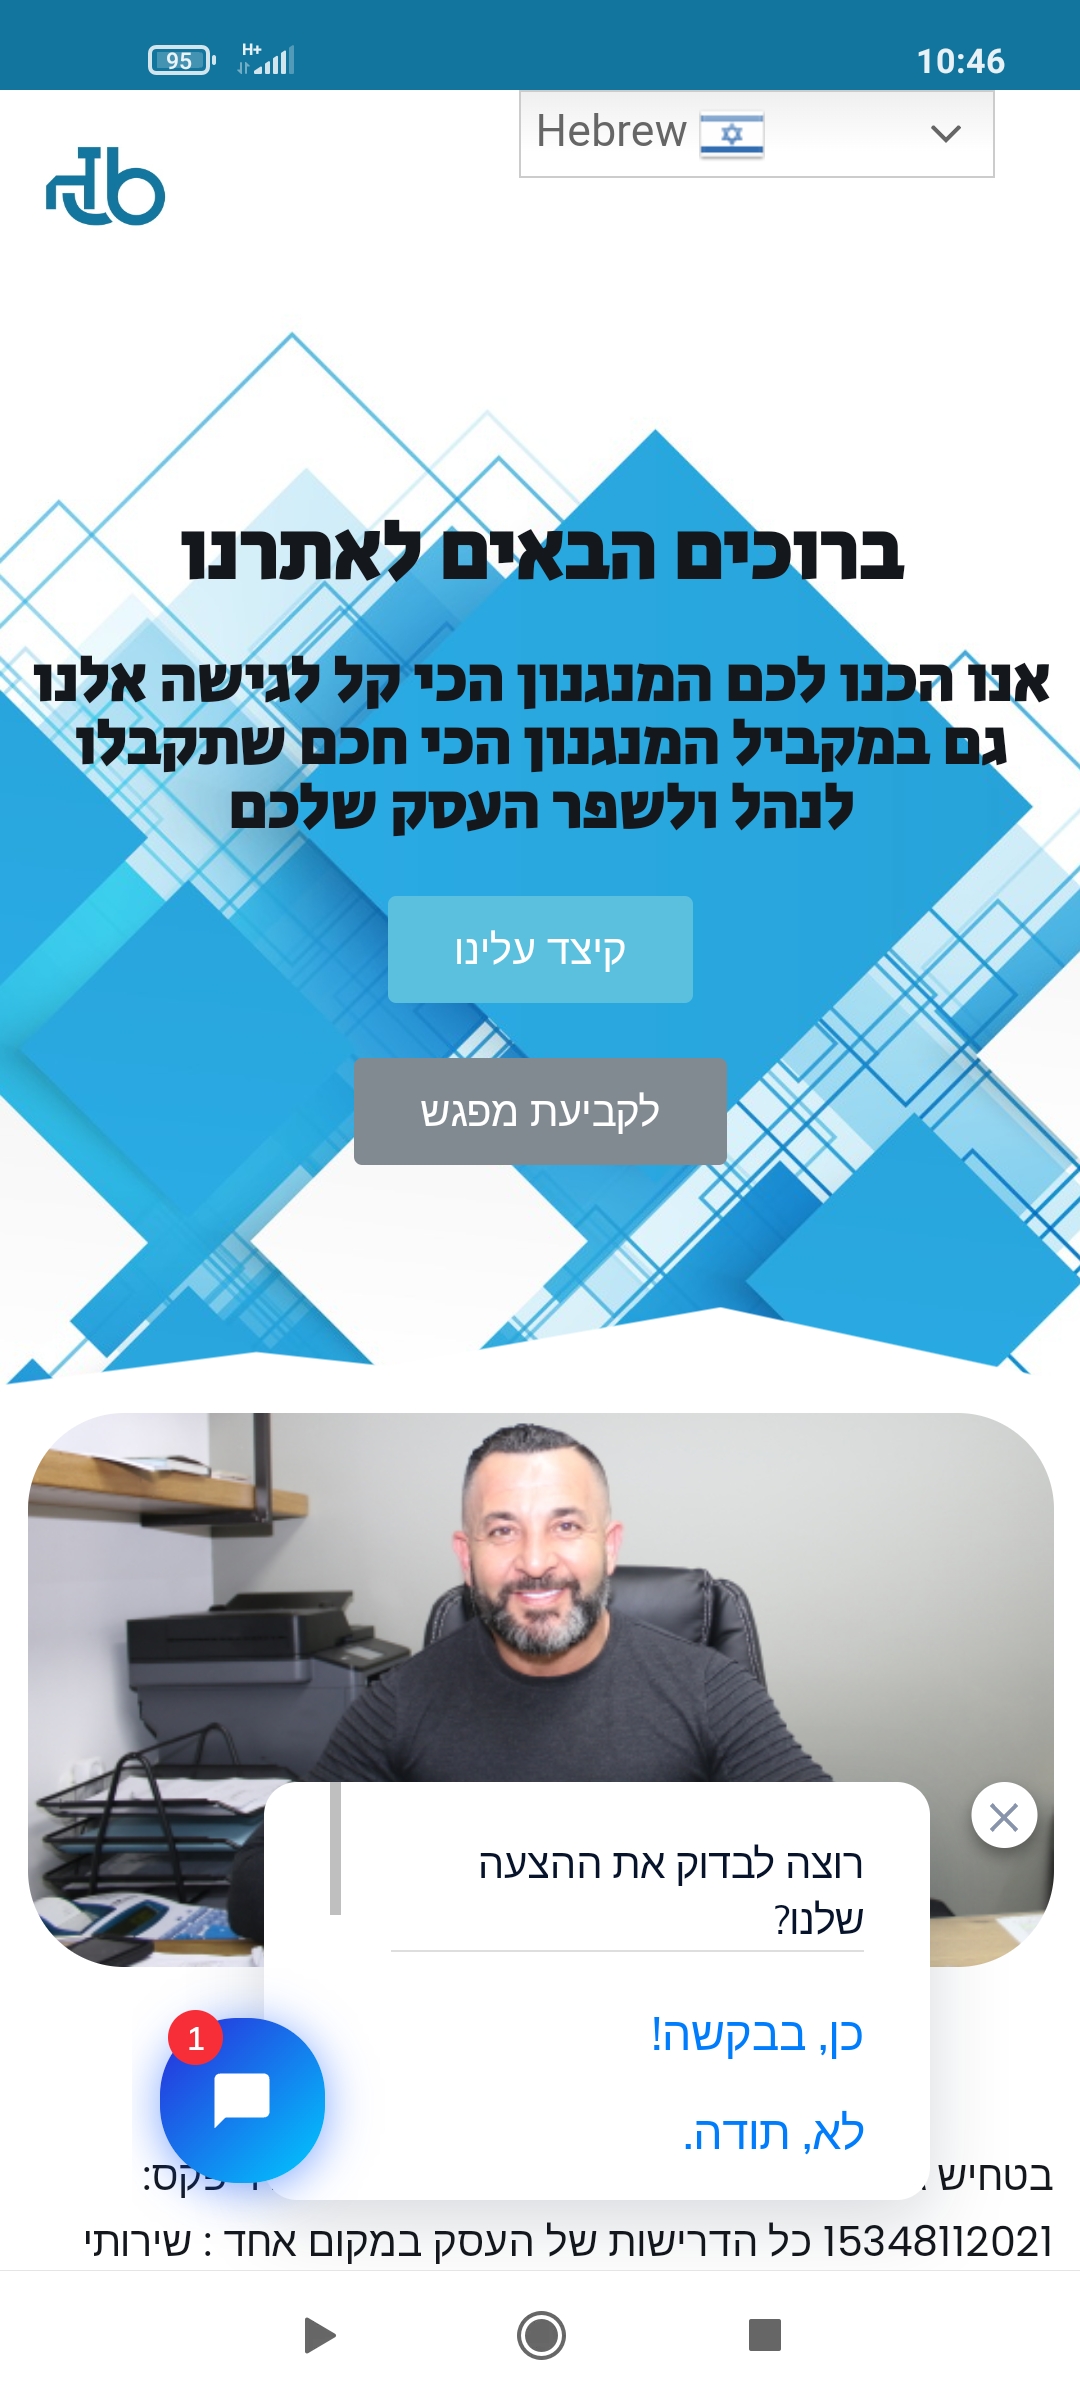 95
H+
10:46
Hebrew
ברוכים הבאים לאתרנו
אנו הכנו לכם המנגנון הכי קל לגישה אלנו
גם במקביל המנגנון הכי חכם שתקבלו
לנהל ולשפר העסק שלכם
קיצד עלינו
לקביעת מפגש
רוצה לבדוק את ההצעה
שלנו?
כן, בבקשה!
לא, תודה.
1
בטחיש פקס:
15348112021 כל הדרישות של העסק במקום אחד : שירותי